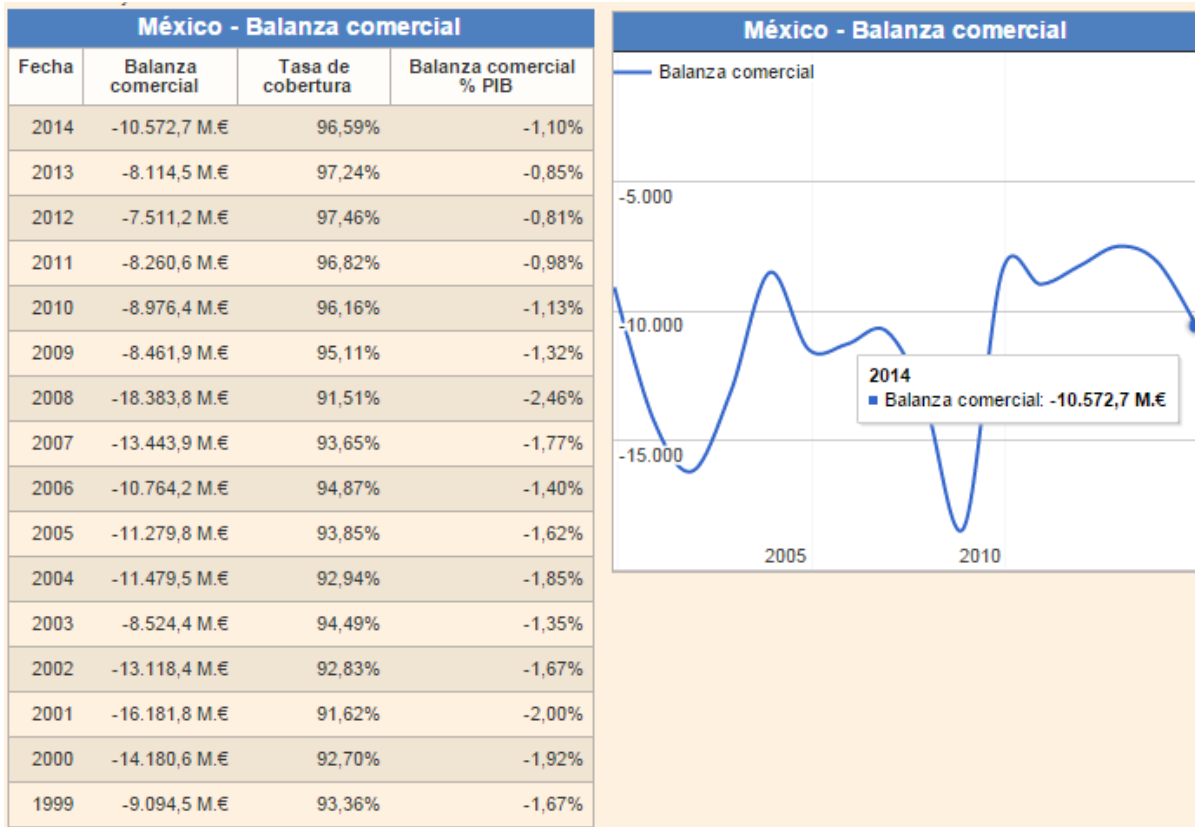 México - Balanza comercial
Fecha Balanza comercial Tasa de cobertura Balanza comercial % PIB
2014 -10.572,7 M.€ 96,59% -1,10%
2013 -8.114,5 M.€ 97,24% -0,85%
2012 -7.511,2 M.€ 97,46% -0,81%
2011 -8.260,6 M.€ 96,82% -0,98%
2010 -8.976,4 M.€ 96,16% -1,13%
2009 -8.461,9 M.€ 95,11% -1,32%
2008 -18.383,8 M.€ 91,51% -2,46%
2007 -13.443,9 M.€ 93,65% -1,77%
2006 -10.764,2 M.€ 94,87% -1,40%
2005 -11.279,8 M.€ 93,85% -1,62%
2004 -11.479,5 M.€ 92,94% -1,85%
2003 -8.524,4 M.€ 94,49% -1,35%
2002 -13.118,4 M.€ 92,83% -1,67%
2001 -16.181,8 M.€ 91,62% -2,00%
2000 -14.180,6 M.€ 92,70% -1,92%
1999 -9.094,5 M.€ 93,36% -1,67%
México - Balanza comercial
Balanza comercial
-5.000
-10.000
2014
Balanza comercial: -10.572,7 M.€
-15.000
2005 2010